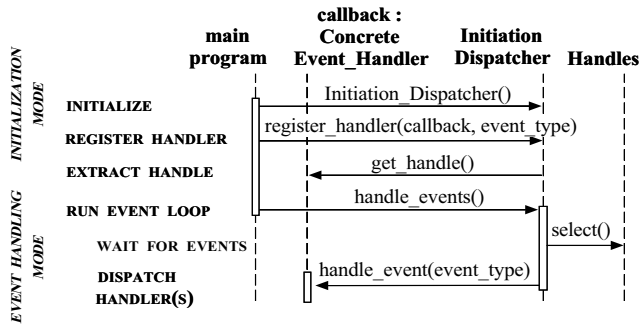 callback :
main Concrete Initiation
program Event_Handler Dispatcher Handles
INITIALIZATION
MODE
INITIALIZE Initiation_Dispatcher()
REGISTER HANDLER register_handler(callback, event_type)
EXTRACT HANDLE get_handle()
EVENT HANDLING
MODE
RUN EVENT LOOP handle_events()
WAIT FOR EVENTS select()
DISPATCH handle_event(event_type)
HANDLER(S)